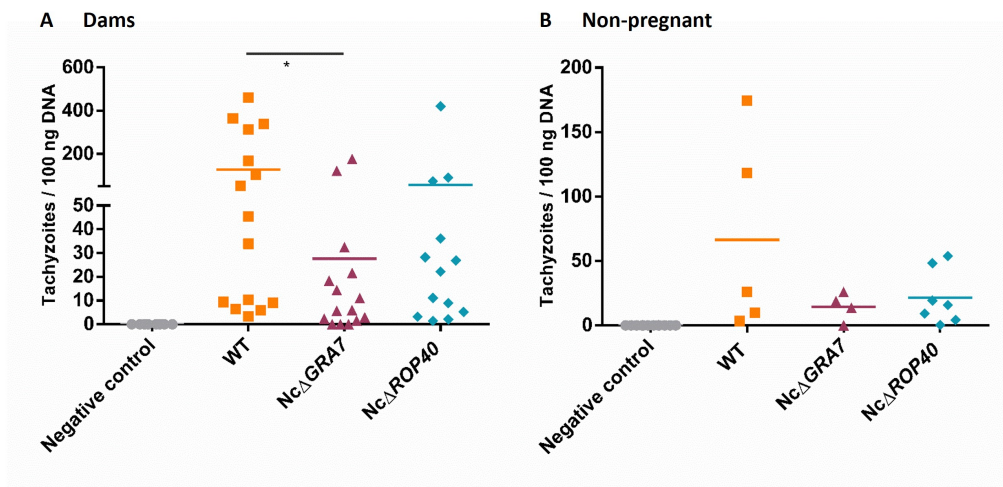 A Dams
Tachyzoites / 100 ng DNA
600
400
200
50
40
30
20
10
0
*
Negative control
WT
NcΔGRA7
NcΔROP40
B Non-pregnant
Tachyzoites / 100 ng DNA
200
150
100
50
0
Negative control
WT
NcΔGRA7
NcΔROP40